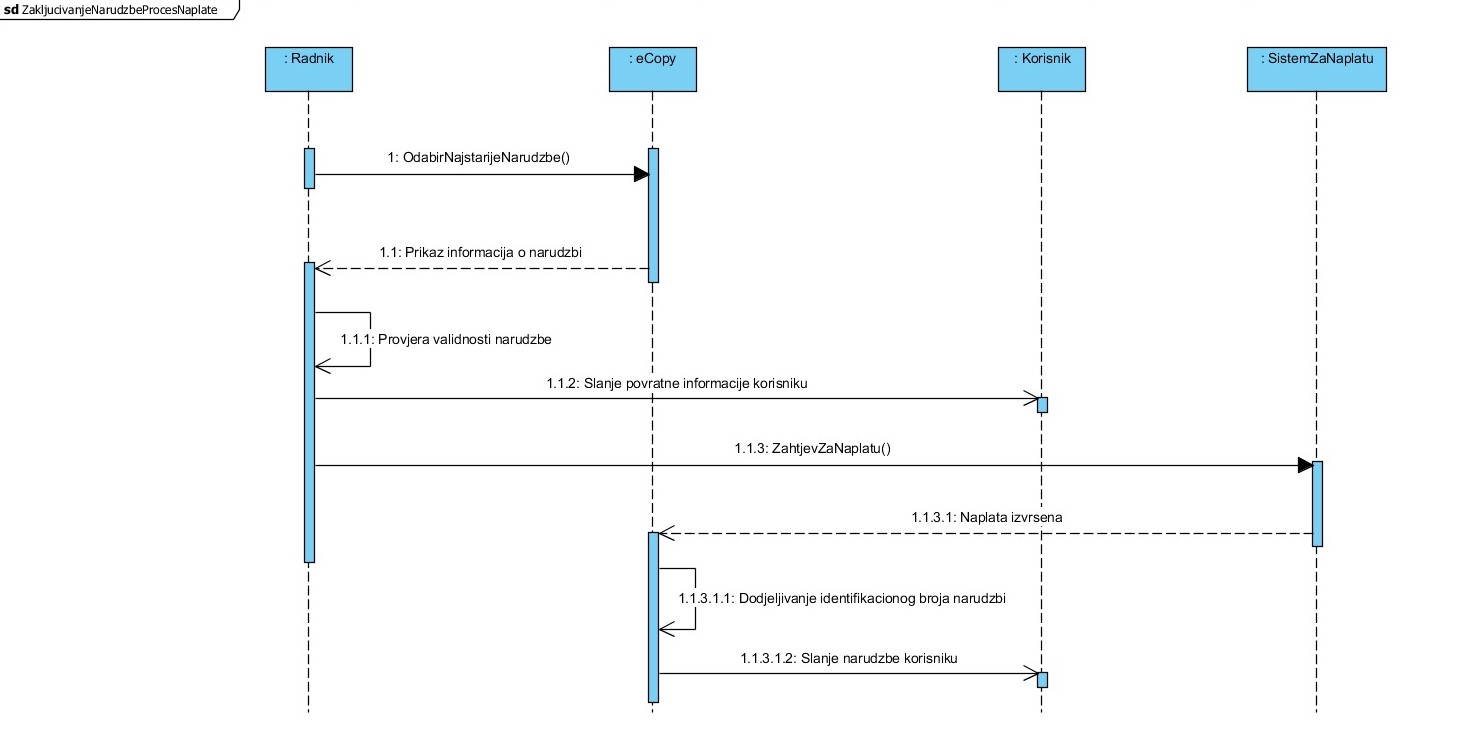 sd ZakljucivanjeNarudzbeProcesNaplate
: Radnik
: eCopy
: Korisnik
: SistemZaNaplatu
1: OdabirNajstarijeNarudzbe()
1.1: Prikaz informacija o narudzbi
1.1.1: Provjera validnosti narudzbe
1.1.2: Slanje povratne informacije korisniku
1.1.3: ZahtjevZaNaplatu()
1.1.3.1: Naplata izvrsena
1.1.3.1.1: Dodjeljivanje identifikacionog broja narudzbi
1.1.3.1.2: Slanje narudzbe korisniku